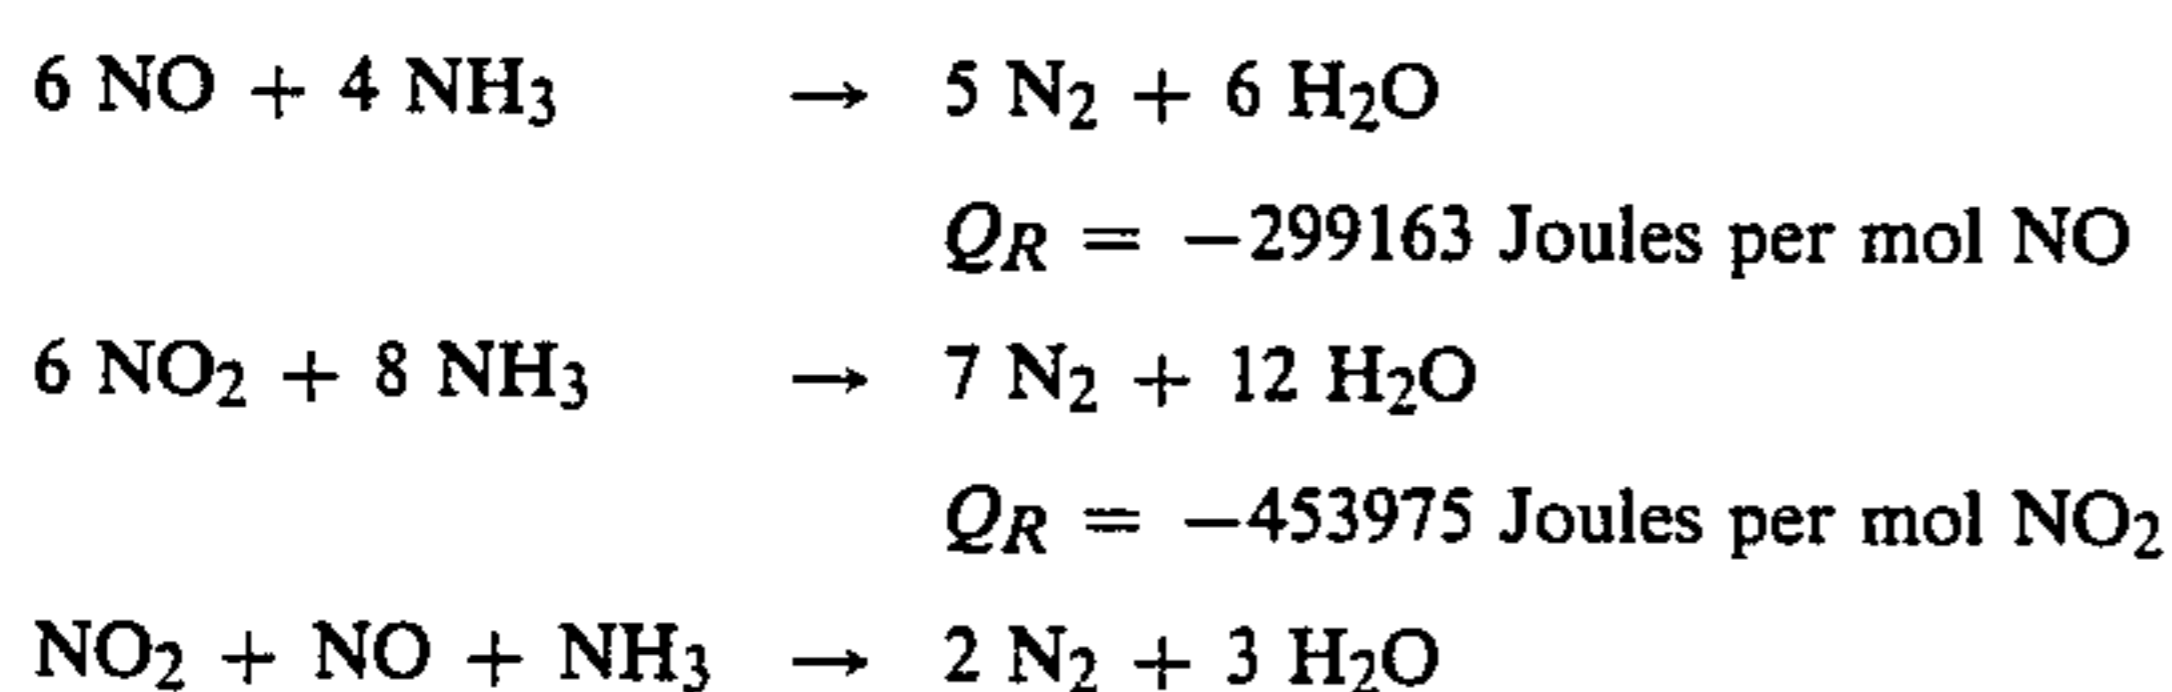 6 NO + 4 NH₃ → 5 N₂ + 6 H₂O
Q_R = −299163 Joules per mol NO
6 NO₂ + 8 NH₃ → 7 N₂ + 12 H₂O
Q_R = −453975 Joules per mol NO₂
NO₂ + NO + NH₃ → 2 N₂ + 3 H₂O